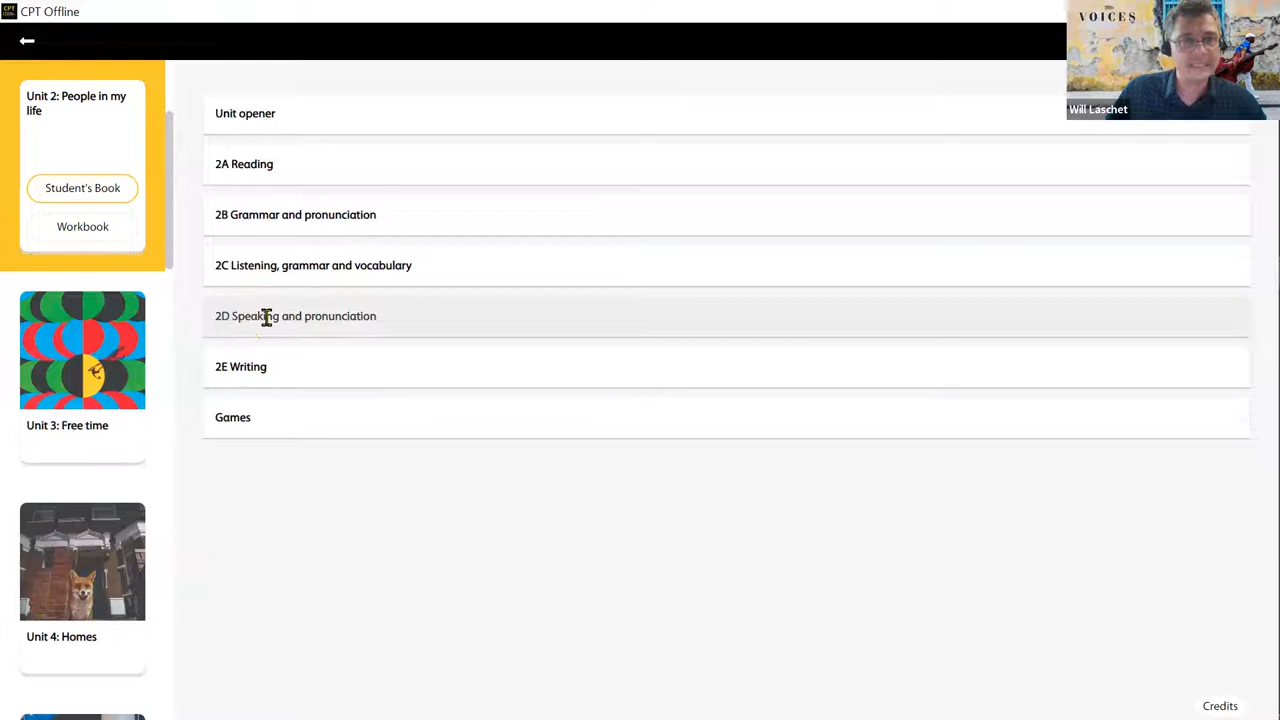 CPT Offline
VOICES
Will Laschet
Unit 2: People in my
life
Student's Book
Workbook
Unit 3: Free time
Unit 4: Homes
Unit opener
2A Reading
2B Grammar and pronunciation
2C Listening, grammar and vocabulary
2D Speaking and pronunciation
2E Writing
Games
Credits